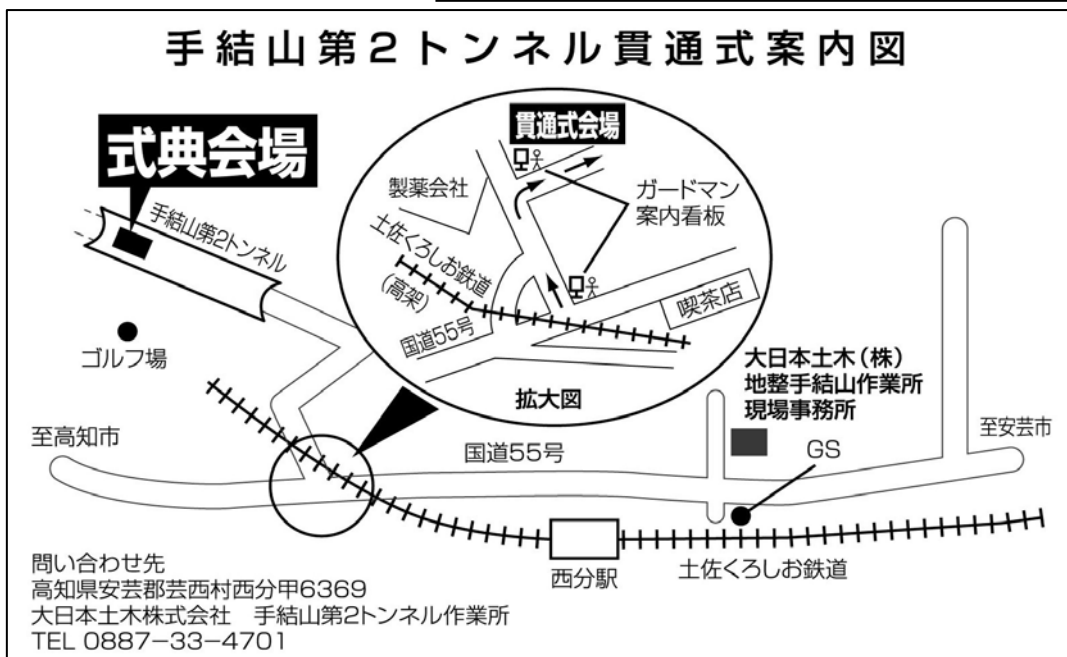 手結山第2トンネル貫通式案内図
式典会場
手結山第2トンネル
ゴルフ場
貫通式会場
製薬会社
ガードマン
案内看板
土佐くろしお鉄道
(高架)
国道55号
喫茶店
拡大図
大日本土木(株)
地整手結山作業所
現場事務所
GS
至高知市
国道55号
至安芸市
西分駅
土佐くろしお鉄道
問い合わせ先
高知県安芸郡芸西村西分甲6369
大日本土木株式会社 手結山第2トンネル作業所
TEL 0887-33-4701